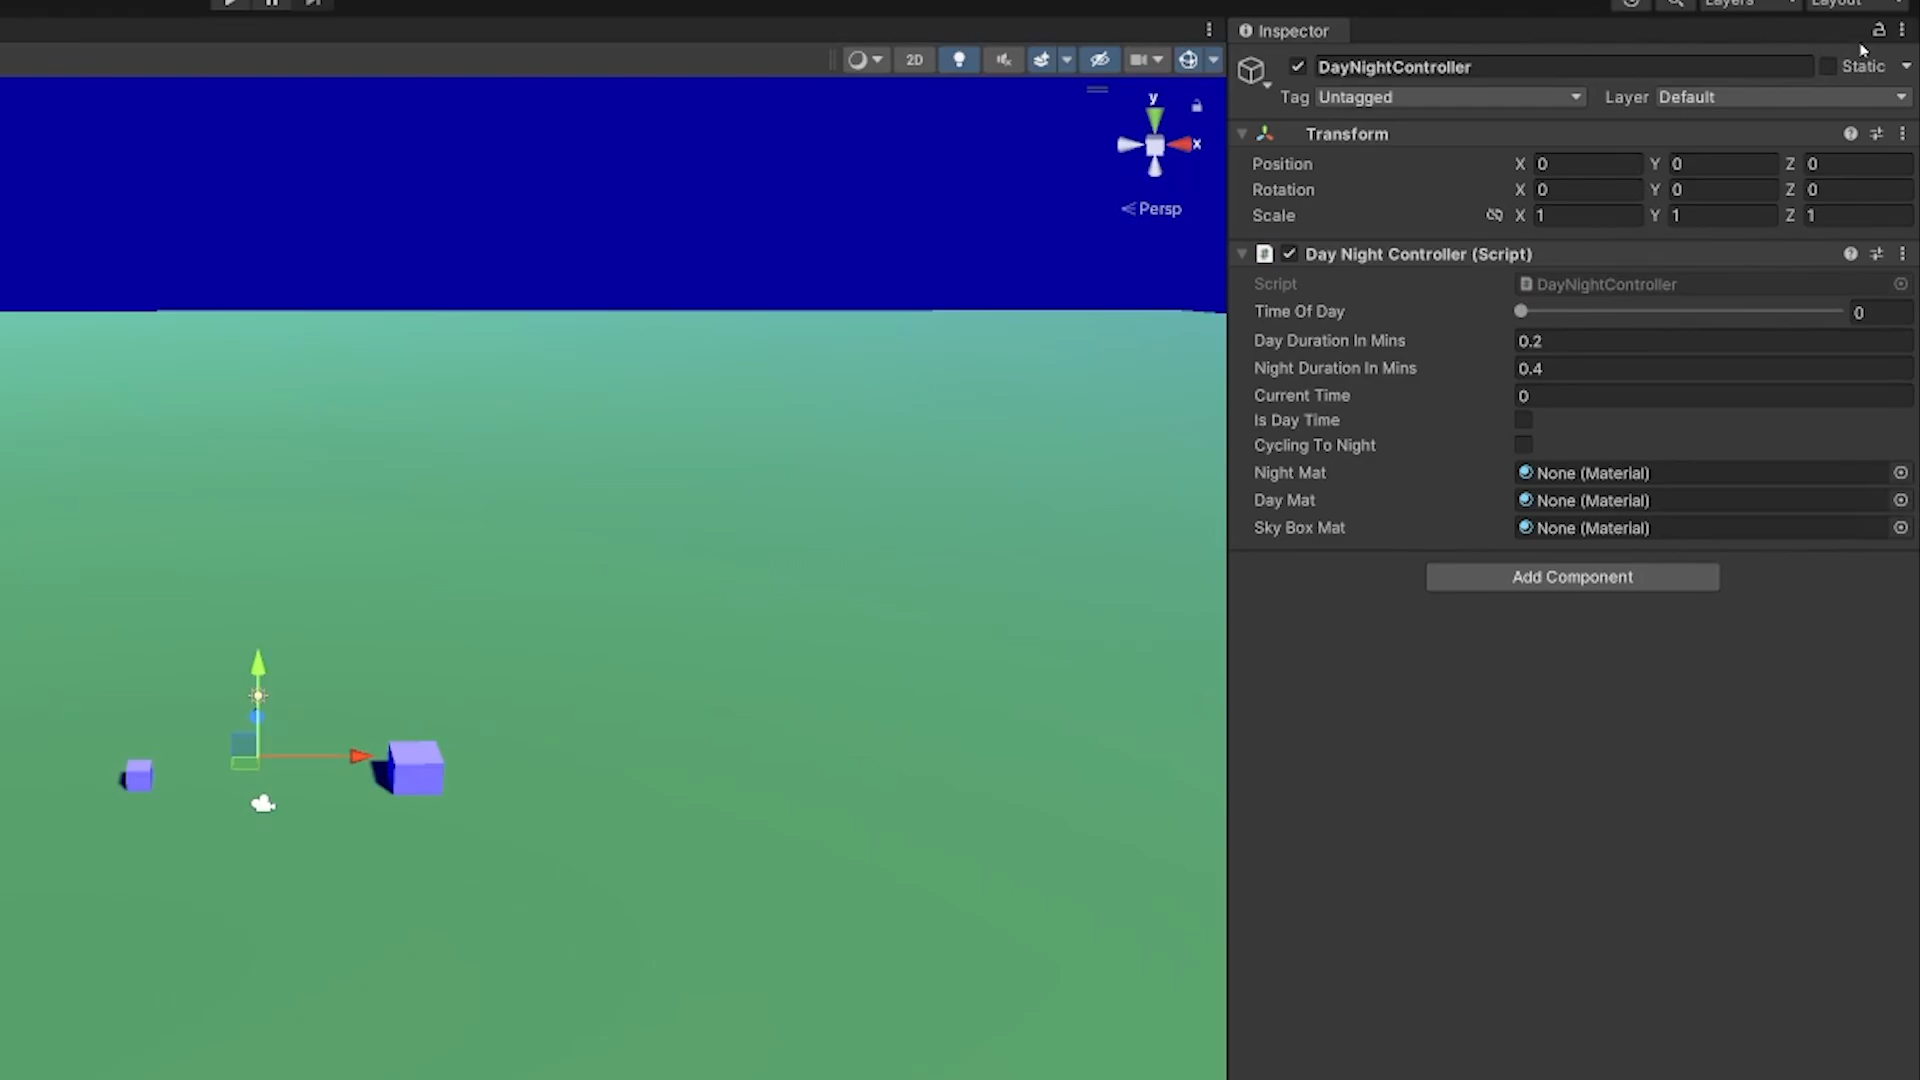 Layers Layout
Inspector
2D
DayNightController Static
Tag Untagged Layer Default
y
x
Persp
Transform
Position X 0 Y 0 Z 0
Rotation X 0 Y 0 Z 0
Scale X 1 Y 1 Z 1
Day Night Controller (Script)
Script DayNightController
Time Of Day 0
Day Duration In Mins 0.2
Night Duration In Mins 0.4
Current Time 0
Is Day Time
Cycling To Night
Night Mat None (Material)
Day Mat None (Material)
Sky Box Mat None (Material)
Add Component